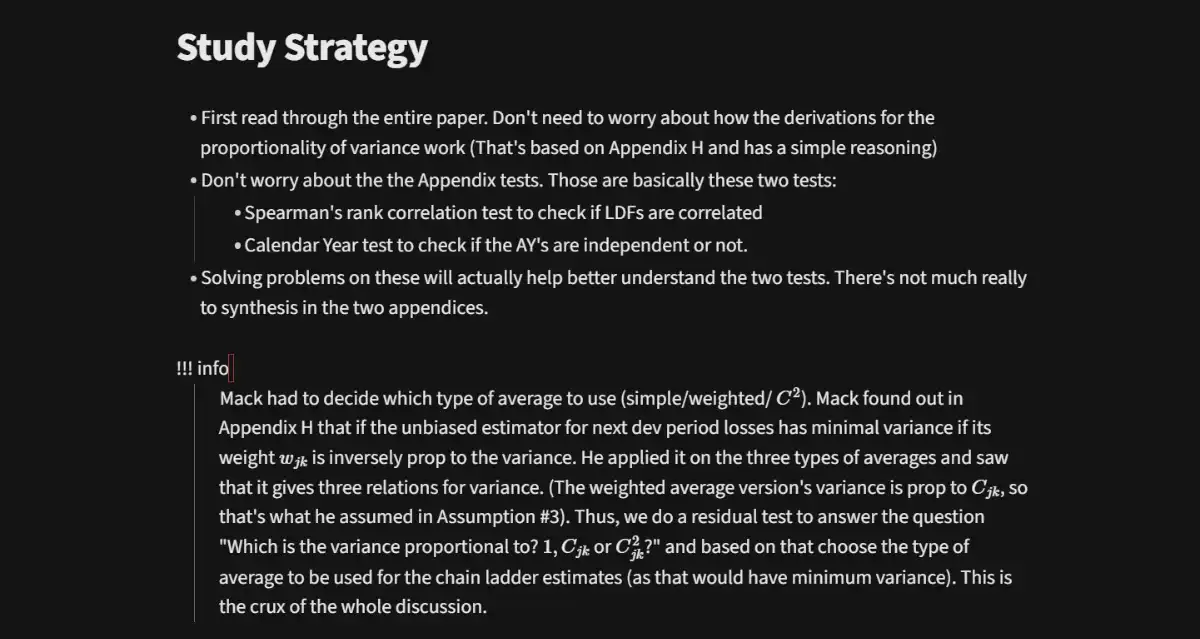 Study Strategy
• First read through the entire paper. Don't need to worry about how the derivations for the
proportionality of variance work (That's based on Appendix H and has a simple reasoning)
• Don't worry about the the Appendix tests. Those are basically these two tests:
• Spearman's rank correlation test to check if LDFs are correlated
• Calendar Year test to check if the AY's are independent or not.
• Solving problems on these will actually help better understand the two tests. There's not much really
to synthesis in the two appendices.
!!! info
Mack had to decide which type of average to use (simple/weighted/ C²). Mack found out in
Appendix H that if the unbiased estimator for next dev period losses has minimal variance if its
weight w_{jk} is inversely prop to the variance. He applied it on the three types of averages and saw
that it gives three relations for variance. (The weighted average version's variance is prop to C_{jk}, so
that's what he assumed in Assumption #3). Thus, we do a residual test to answer the question
"Which is the variance proportional to? 1, C_{jk} or C_{jk}^2?" and based on that choose the type of
average to be used for the chain ladder estimates (as that would have minimum variance). This is
the crux of the whole discussion.